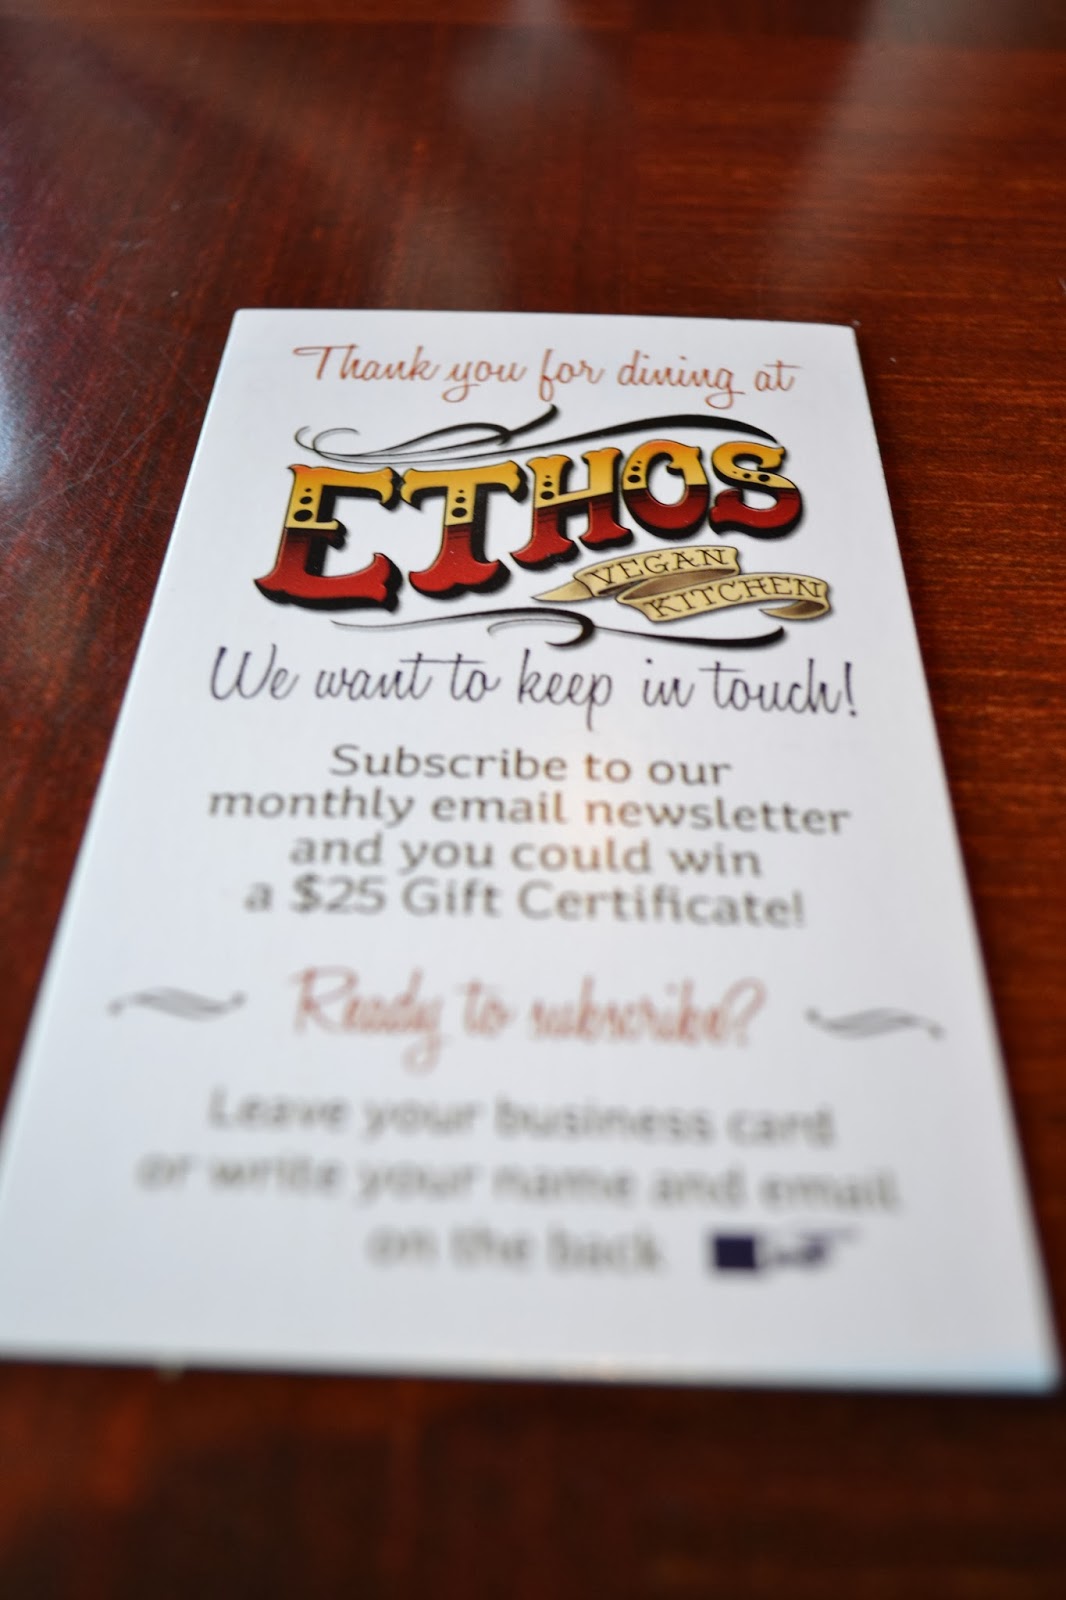 Thank you for dining at
ETHOS
VEGAN
KITCHEN
We want to keep in touch!
Subscribe to our
monthly email newsletter
and you could win
a $25 Gift Certificate!
Ready to subscribe?
Leave your business card
or write your name and email
on the back